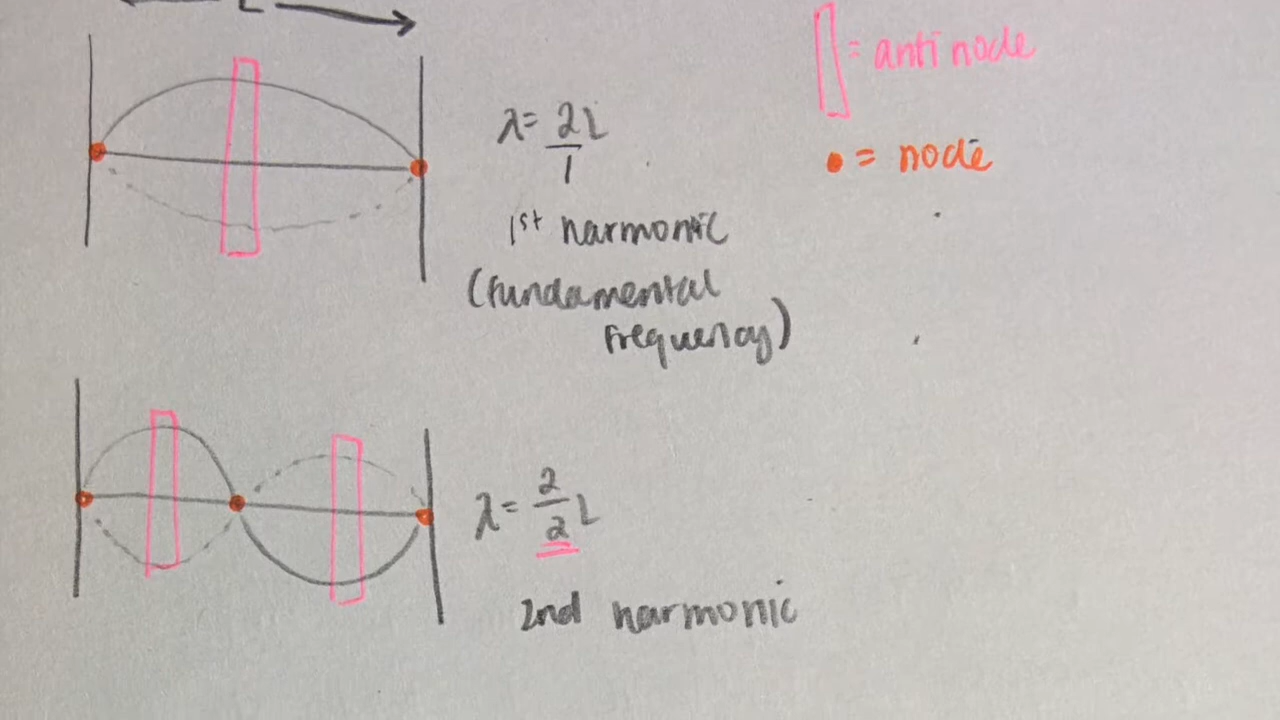 L
= anti node
λ= 2L
1
= node
1st harmonic
(fundamental
frequency)
λ= 2
2 L
2nd harmonic